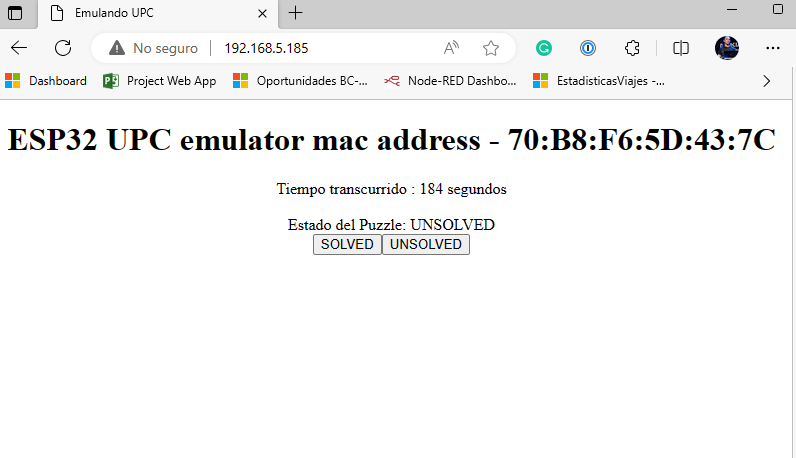 Emulando UPC
No seguro 192.168.5.185
Dashboard Project Web App Oportunidades BC-... Node-RED Dashbo... EstadisticasViajes -...
ESP32 UPC emulator mac address - 70:B8:F6:5D:43:7C
Tiempo transcurrido : 184 segundos
Estado del Puzzle: UNSOLVED
SOLVED UNSOLVED